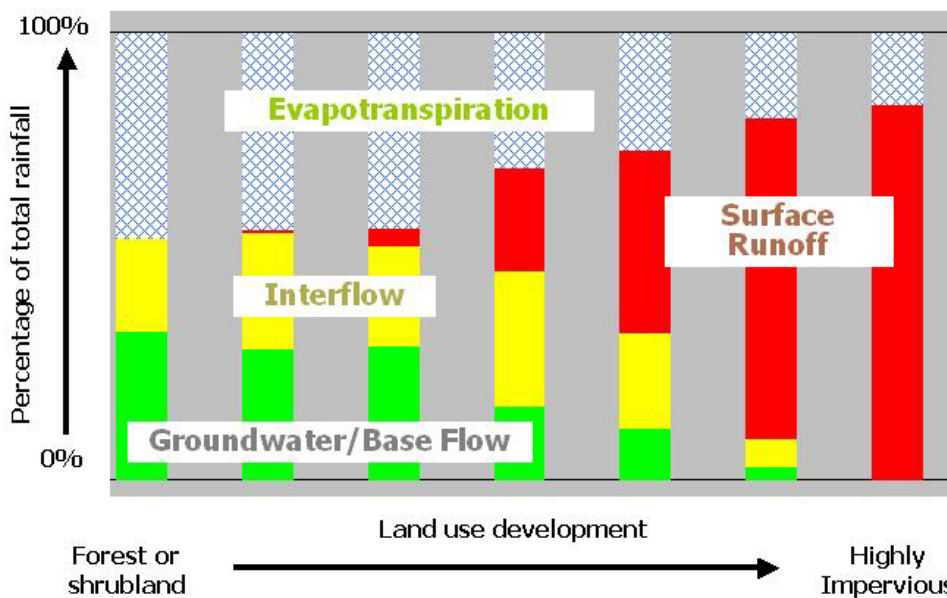 100%
Percentage of total rainfall
0%
Evapotranspiration
Surface
Runoff
Interflow
Groundwater/Base Flow
Land use development
Forest or
shrubland
Highly
Impervious